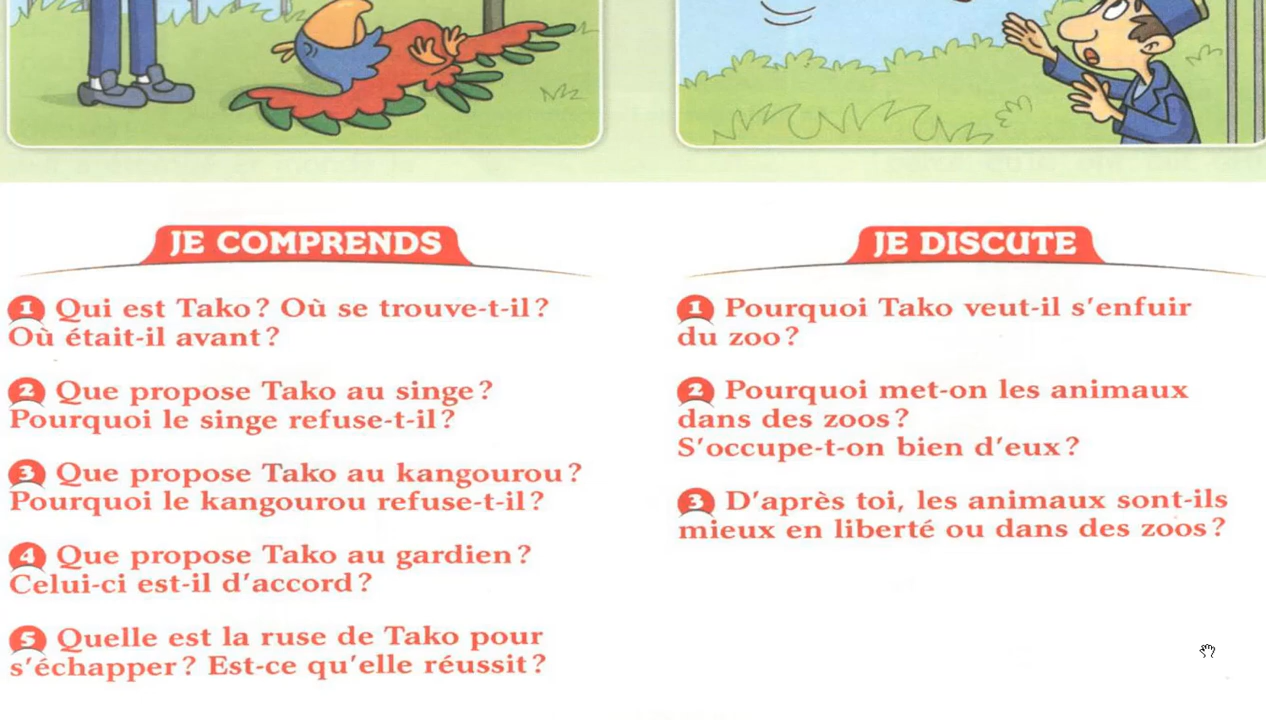 JE COMPRENDS
1 Qui est Tako ? Où se trouve-t-il ?
Où était-il avant ?
2 Que propose Tako au singe ?
Pourquoi le singe refuse-t-il ?
3 Que propose Tako au kangourou ?
Pourquoi le kangourou refuse-t-il ?
4 Que propose Tako au gardien ?
Celui-ci est-il d'accord ?
5 Quelle est la ruse de Tako pour
s'échapper ? Est-ce qu'elle réussit ?
JE DISCUTE
1 Pourquoi Tako veut-il s'enfuir
du zoo ?
2 Pourquoi met-on les animaux
dans des zoos ?
S'occupe-t-on bien d'eux ?
3 D'après toi, les animaux sont-ils
mieux en liberté ou dans des zoos ?